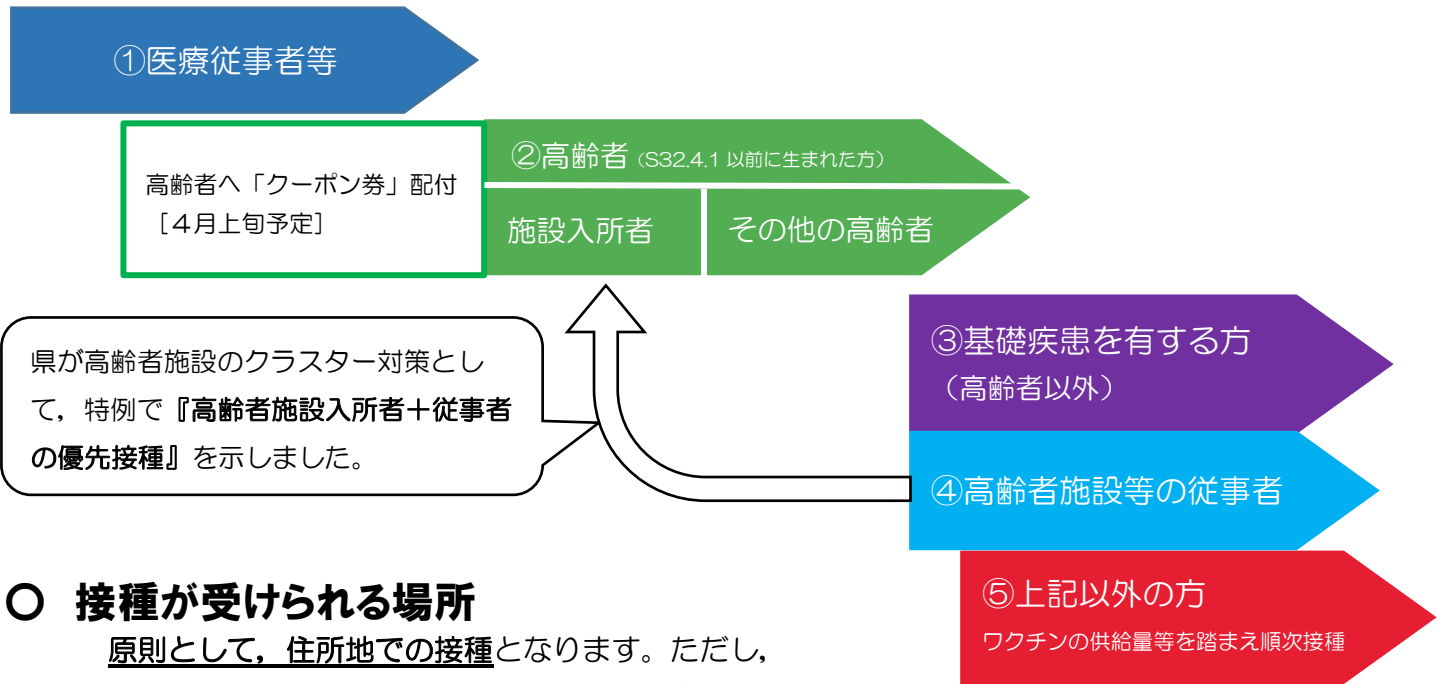 ①医療従事者等
高齢者へ「クーポン券」配付
［４月上旬予定］
②高齢者（S32.4.1 以前に生まれた方）
施設入所者
その他の高齢者
県が高齢者施設のクラスター対策とし
て，特例で『高齢者施設入所者＋従事者
の優先接種』を示しました。
③基礎疾患を有する方
（高齢者以外）
④高齢者施設等の従事者
⑤上記以外の方
ワクチンの供給量等を踏まえ順次接種
〇　接種が受けられる場所
原則として，住所地での接種となります。ただし，